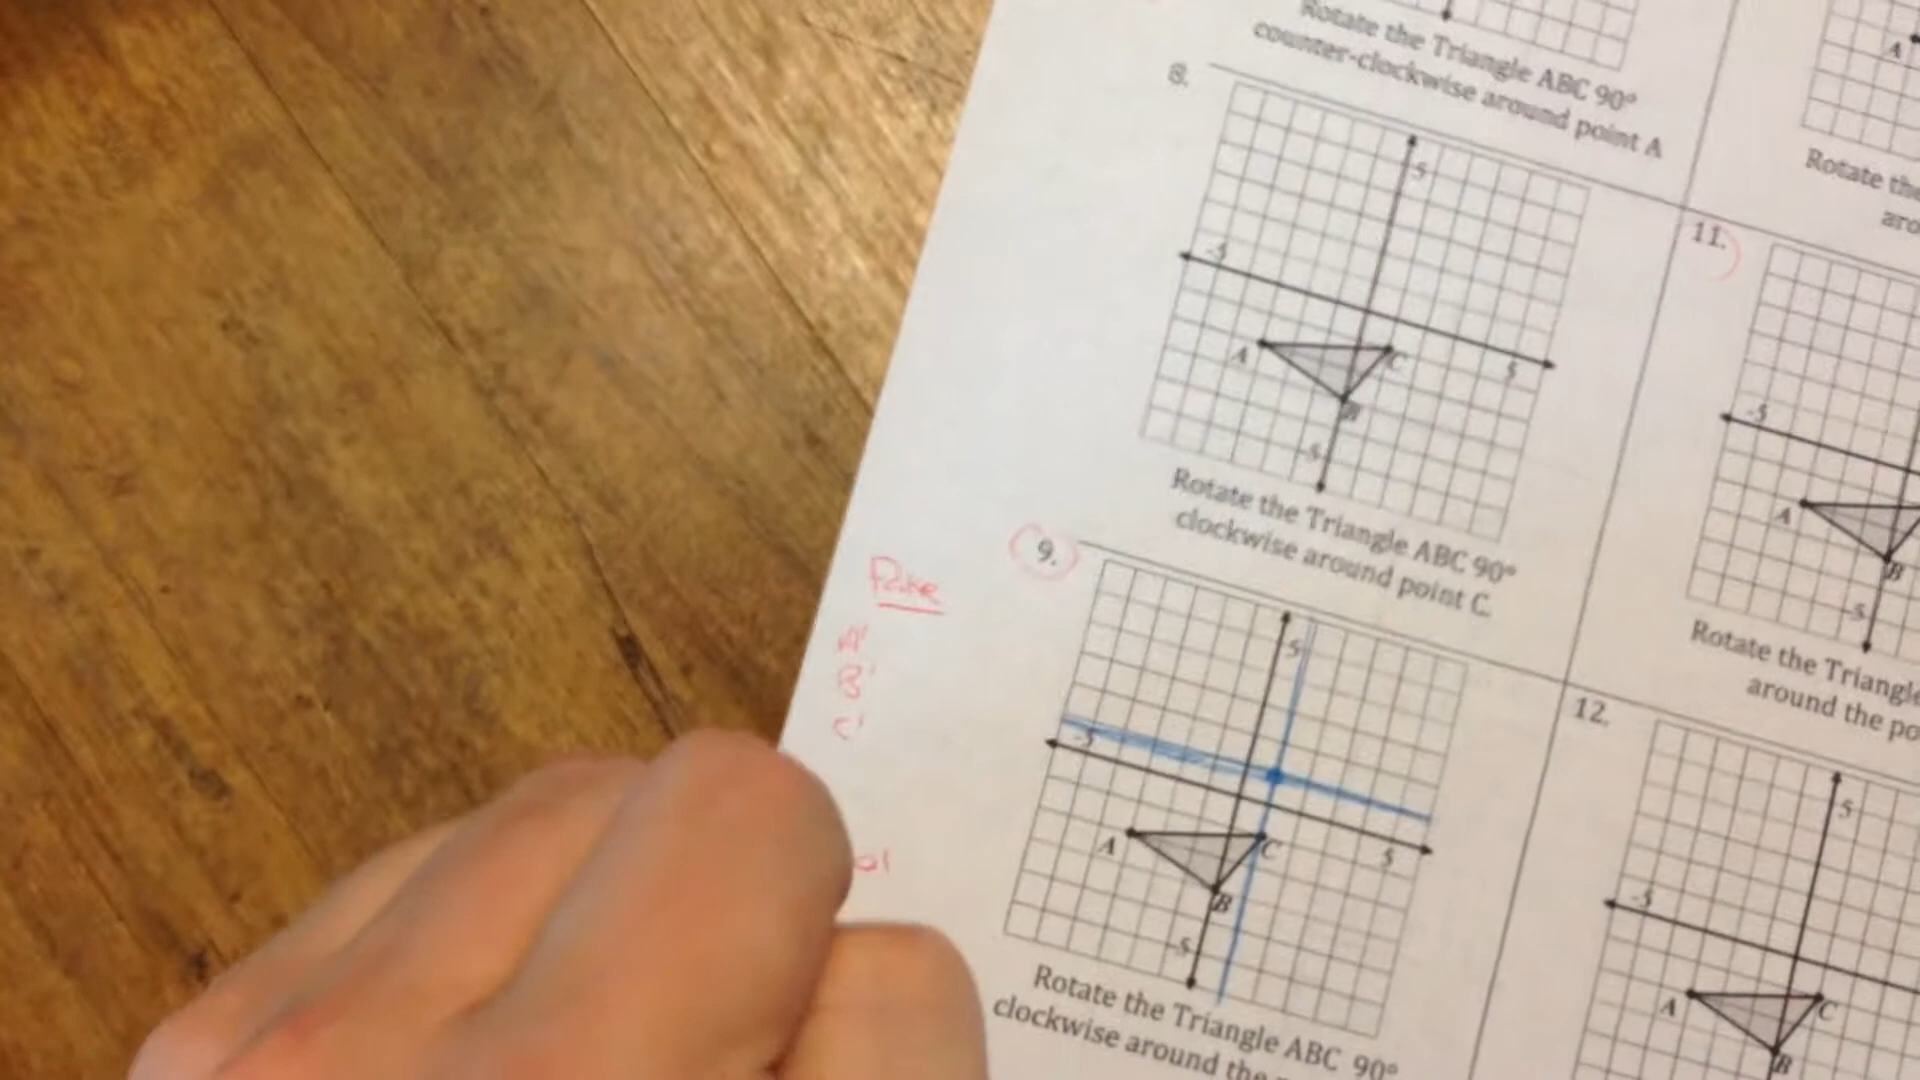 Rotate the Triangle ABC 90°
counter-clockwise around point A
8.
5
-5
A
C
B
5
-5
Rotate the Triangle ABC 90°
clockwise around point C.
9.
5
-5
A
C
B
5
-5
Rotate the Triangle ABC 90°
clockwise around the
A'
B'
C'
A
Rotate the
11.
-5
A
B
-5
Rotate the Triangle
around the
12.
5
-5
A
C
B